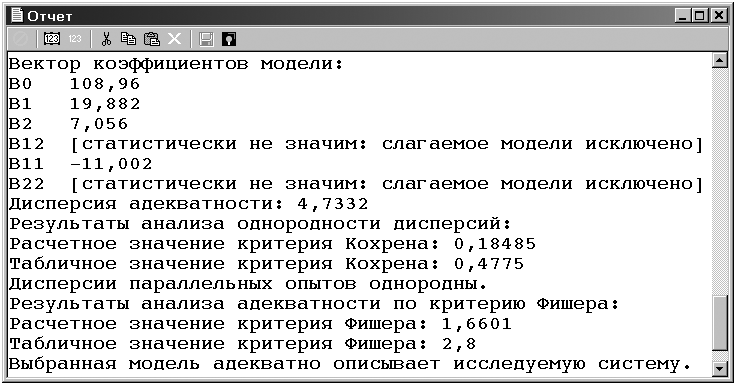 Отчет
123 123
Вектор коэффициентов модели:
B0 108,96
B1 19,882
B2 7,056
B12 [статистически не значим: слагаемое модели исключено]
B11 -11,002
B22 [статистически не значим: слагаемое модели исключено]
Дисперсия адекватности: 4,7332
Результаты анализа однородности дисперсий:
Расчетное значение критерия Кохрена: 0,18485
Табличное значение критерия Кохрена: 0,4775
Дисперсии параллельных опытов однородны.
Результаты анализа адекватности по критерию Фишера:
Расчетное значение критерия Фишера: 1,6601
Табличное значение критерия Фишера: 2,8
Выбранная модель адекватно описывает исследуемую систему.